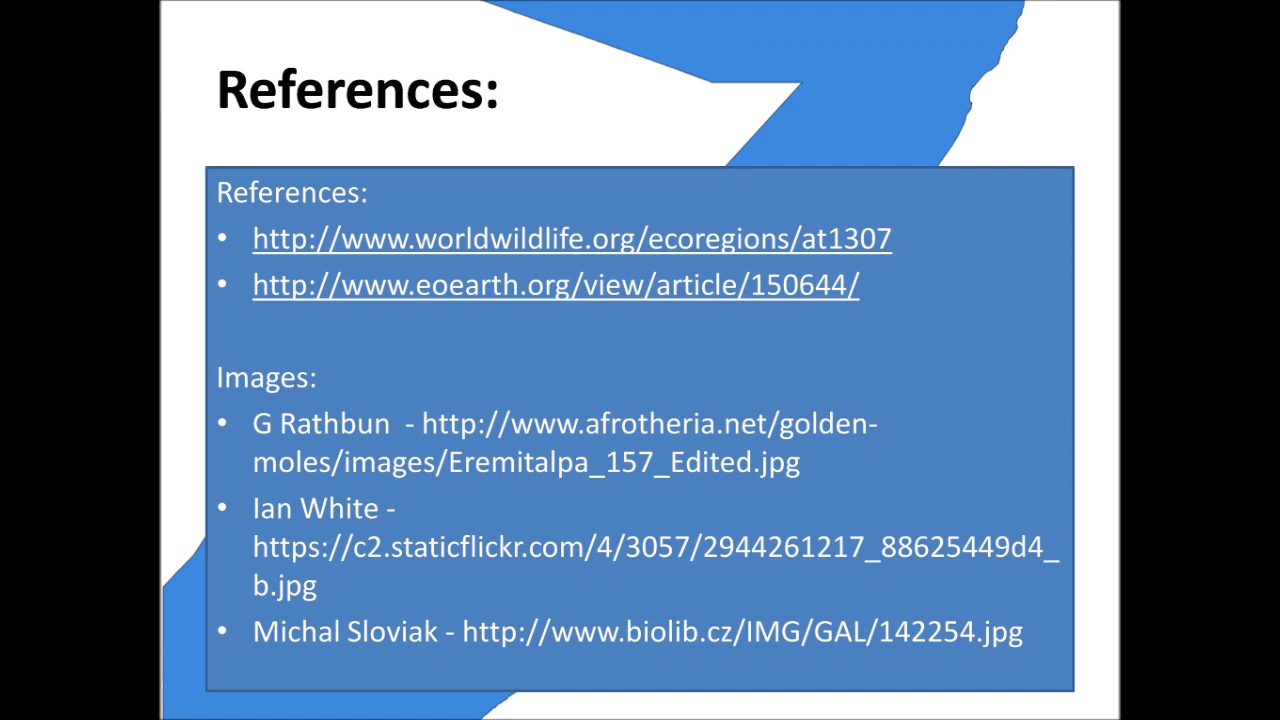 References:
References:
• http://www.worldwildlife.org/ecoregions/at1307
• http://www.eoearth.org/view/article/150644/
Images:
• G Rathbun  - http://www.afrotheria.net/golden-
moles/images/Eremitalpa_157_Edited.jpg
• Ian White -
https://c2.staticflickr.com/4/3057/2944261217_88625449d4_
b.jpg
• Michal Sloviak - http://www.biolib.cz/IMG/GAL/142254.jpg